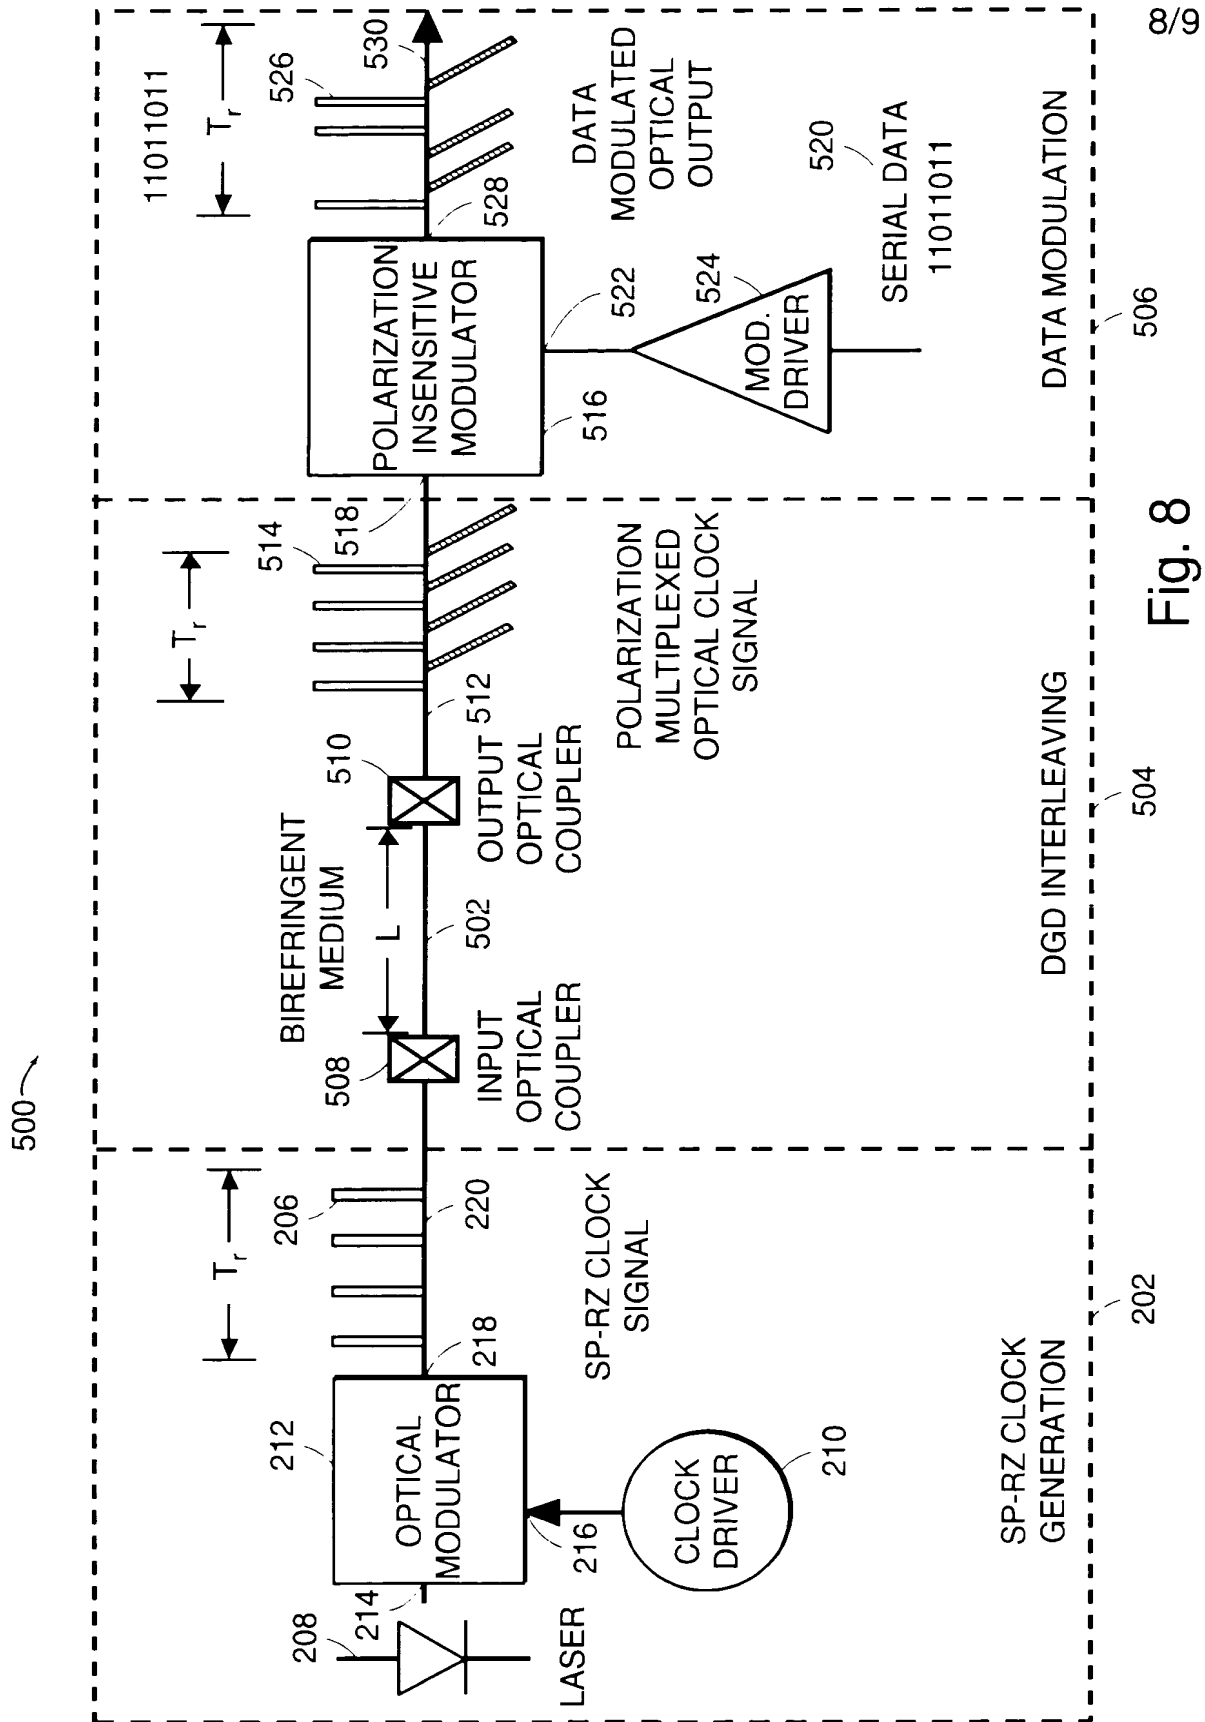 8/9
500
T_r
206
212
OPTICAL
MODULATOR
214
208
LASER
216
218
220
CLOCK
DRIVER
210
SP-RZ CLOCK
SIGNAL
SP-RZ CLOCK
GENERATION
202
BIREFRINGENT
MEDIUM
L
508
510
502
512
INPUT
OPTICAL
COUPLER
OUTPUT
OPTICAL
COUPLER
T_r
514
518
POLARIZATION
MULTIPLEXED
OPTICAL CLOCK
SIGNAL
DGD INTERLEAVING
504
11011011
T_r
526
530
POLARIZATION
INSENSITIVE
MODULATOR
528
516
522
524
MOD.
DRIVER
DATA
MODULATED
OPTICAL
OUTPUT
520
SERIAL DATA
11011011
DATA MODULATION
506
Fig. 8